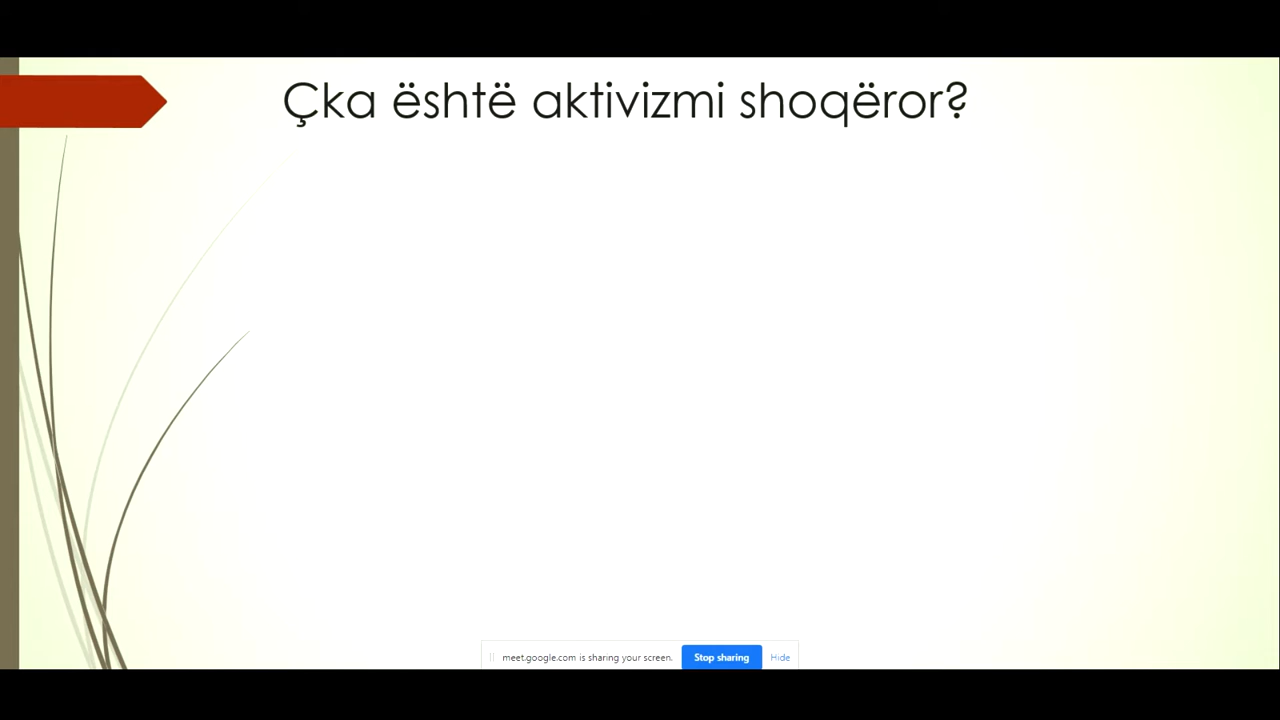 Çka është aktivizmi shoqëror?
meet.google.com is sharing your screen. Stop sharing Hide